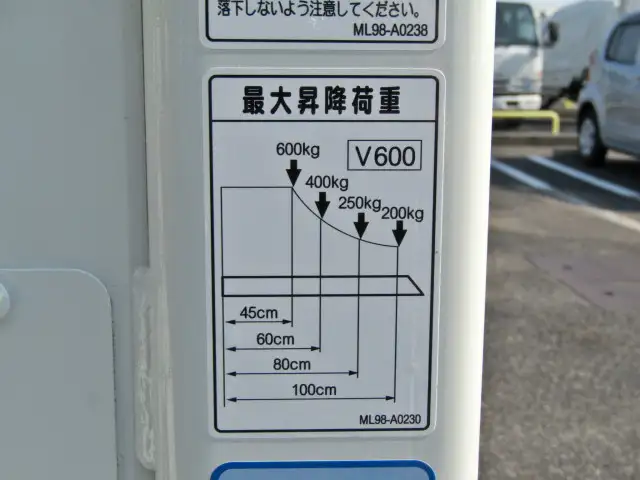 落下しないよう注意してください。
ML98-A0238
最大昇降荷重
V600
600kg
400kg
250kg
200kg
45cm
60cm
80cm
100cm
ML98-A0230